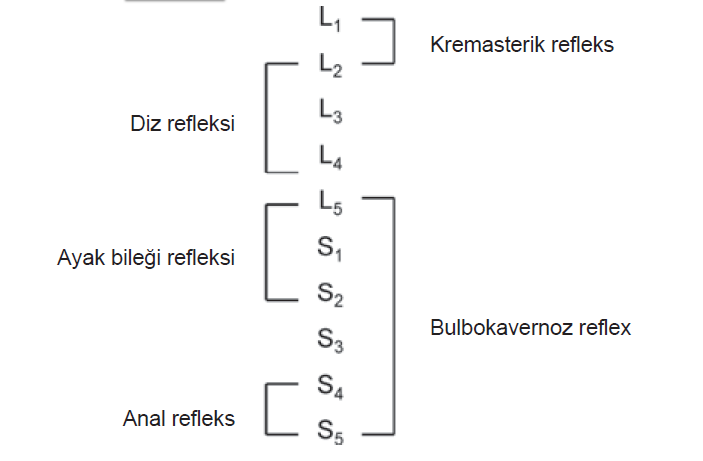 L₁
Kremasterik refleks
L₂
L₃
Diz refleksi
L₄
L₅
S₁
Ayak bileği refleksi
S₂
Bulbokavernoz reflex
S₃
S₄
Anal refleks
S₅